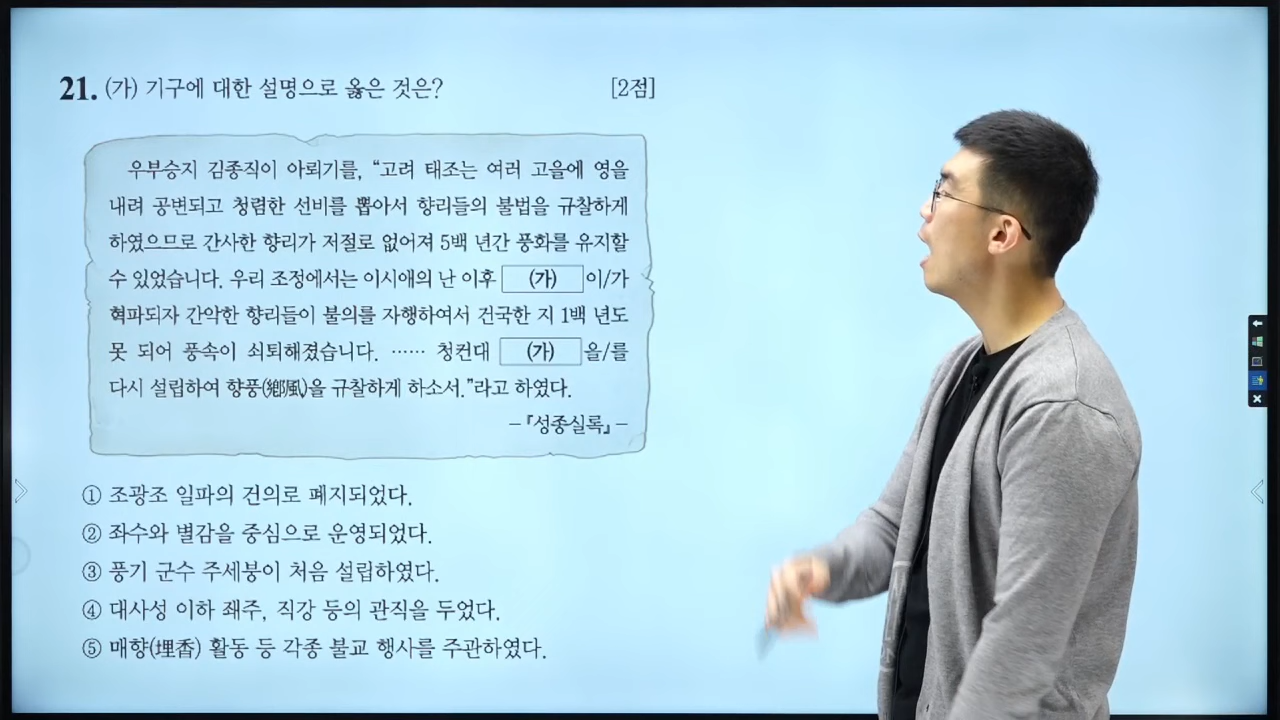 21. (가) 기구에 대한 설명으로 옳은 것은? [2점]
우부승지 김종직이 아뢰기를, “고려 태조는 여러 고을에 영을
내려 공변되고 청렴한 선비를 뽑아서 향리들의 불법을 규찰하게
하였으므로 간사한 향리가 저절로 없어져 5백 년간 풍화를 유지할
수 있었습니다. 우리 조정에서는 이시애의 난 이후 (가) 이/가
혁파되자 간악한 향리들이 불의를 자행하여서 건국한 지 1백 년도
못 되어 풍속이 쇠퇴해졌습니다. …… 청컨대 (가) 을/를
다시 설립하여 향풍(鄕風)을 규찰하게 하소서.”라고 하였다.
－『성종실록』－
① 조광조 일파의 건의로 폐지되었다.
② 좌수와 별감을 중심으로 운영되었다.
③ 풍기 군수 주세붕이 처음 설립하였다.
④ 대사성 이하 좨주, 직강 등의 관직을 두었다.
⑤ 매향(埋香) 활동 등 각종 불교 행사를 주관하였다.